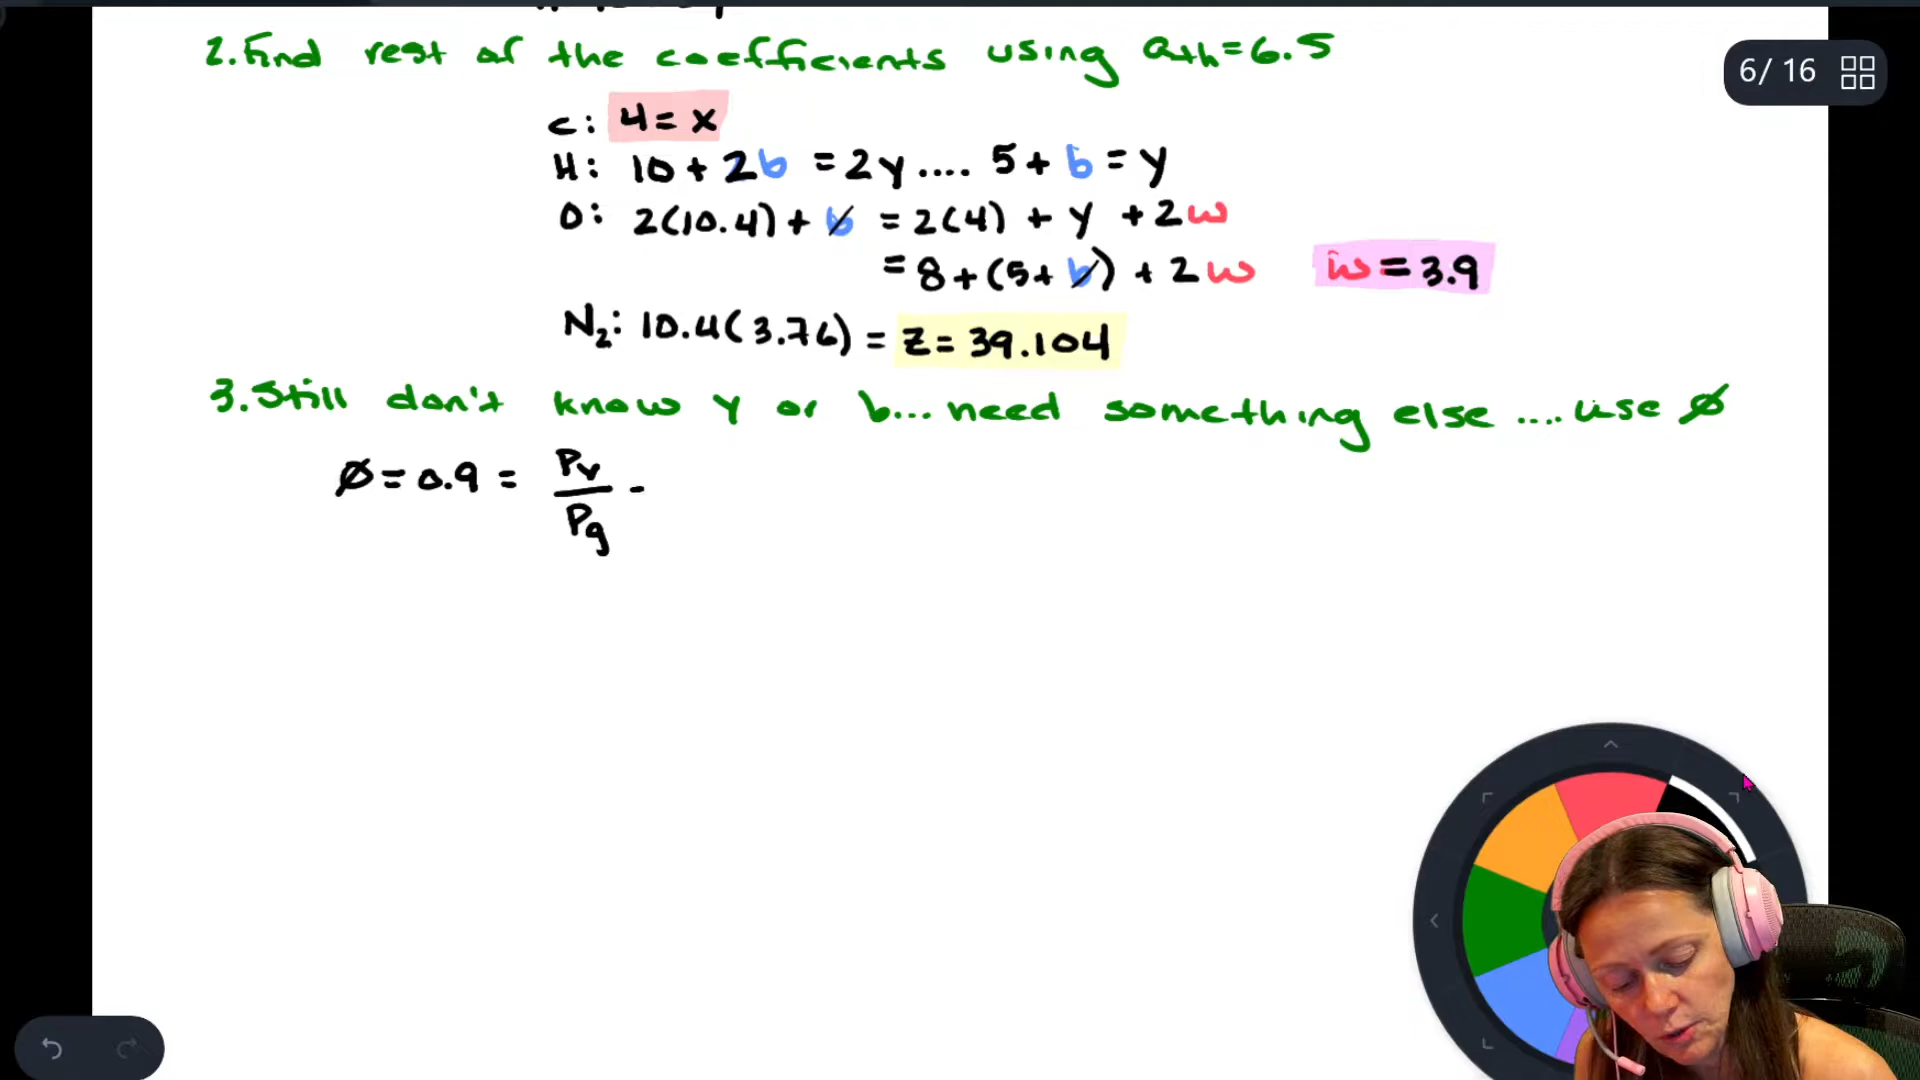 2. Find rest of the coefficients using ath=6.5
6/ 16
C: 4 = x
H: 10 + 2b = 2y .... 5 + b = y
O: 2(10.4) + b = 2(4) + y + 2w
= 8 + (5 + b) + 2w w = 3.9
N2: 10.4(3.76) = z = 39.104
3. Still don't know y or b... need something else .... use ø
ø = 0.9 = Pv / Pg -